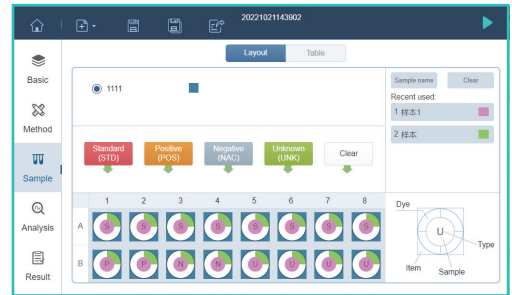 20221021143902
Layout Table
Basic
Method
Sample
Analysis
Result
1111
Sample name Clear
Recent used:
1 样本1
2 样本
Standard (STD)
Positive (POS)
Negative (NAC)
Unknown (UNK)
Clear
1 2 3 4 5 6 7 8
A S S S S S S S S
B P P N N U U U U
Dye
U
Type
Item Sample